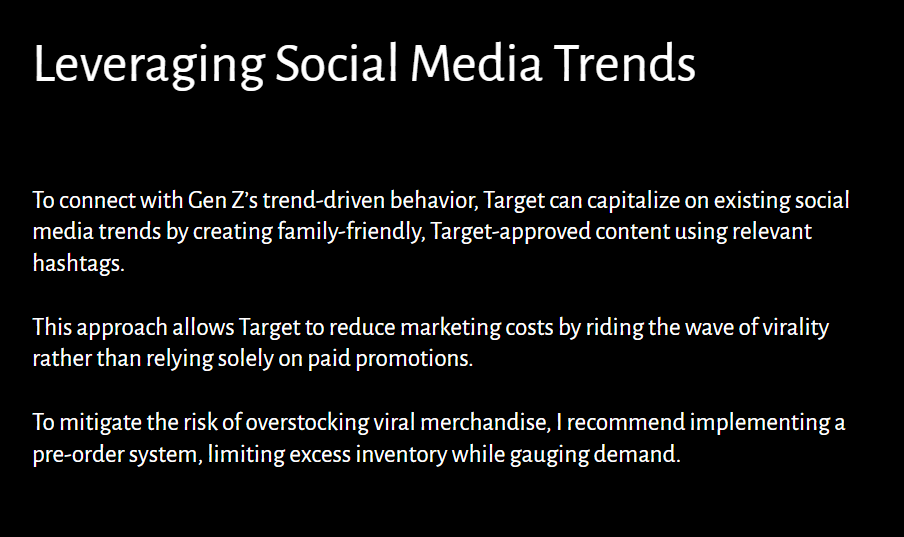 Leveraging Social Media Trends
To connect with Gen Z’s trend-driven behavior, Target can capitalize on existing social
media trends by creating family-friendly, Target-approved content using relevant
hashtags.
This approach allows Target to reduce marketing costs by riding the wave of virality
rather than relying solely on paid promotions.
To mitigate the risk of overstocking viral merchandise, I recommend implementing a
pre-order system, limiting excess inventory while gauging demand.